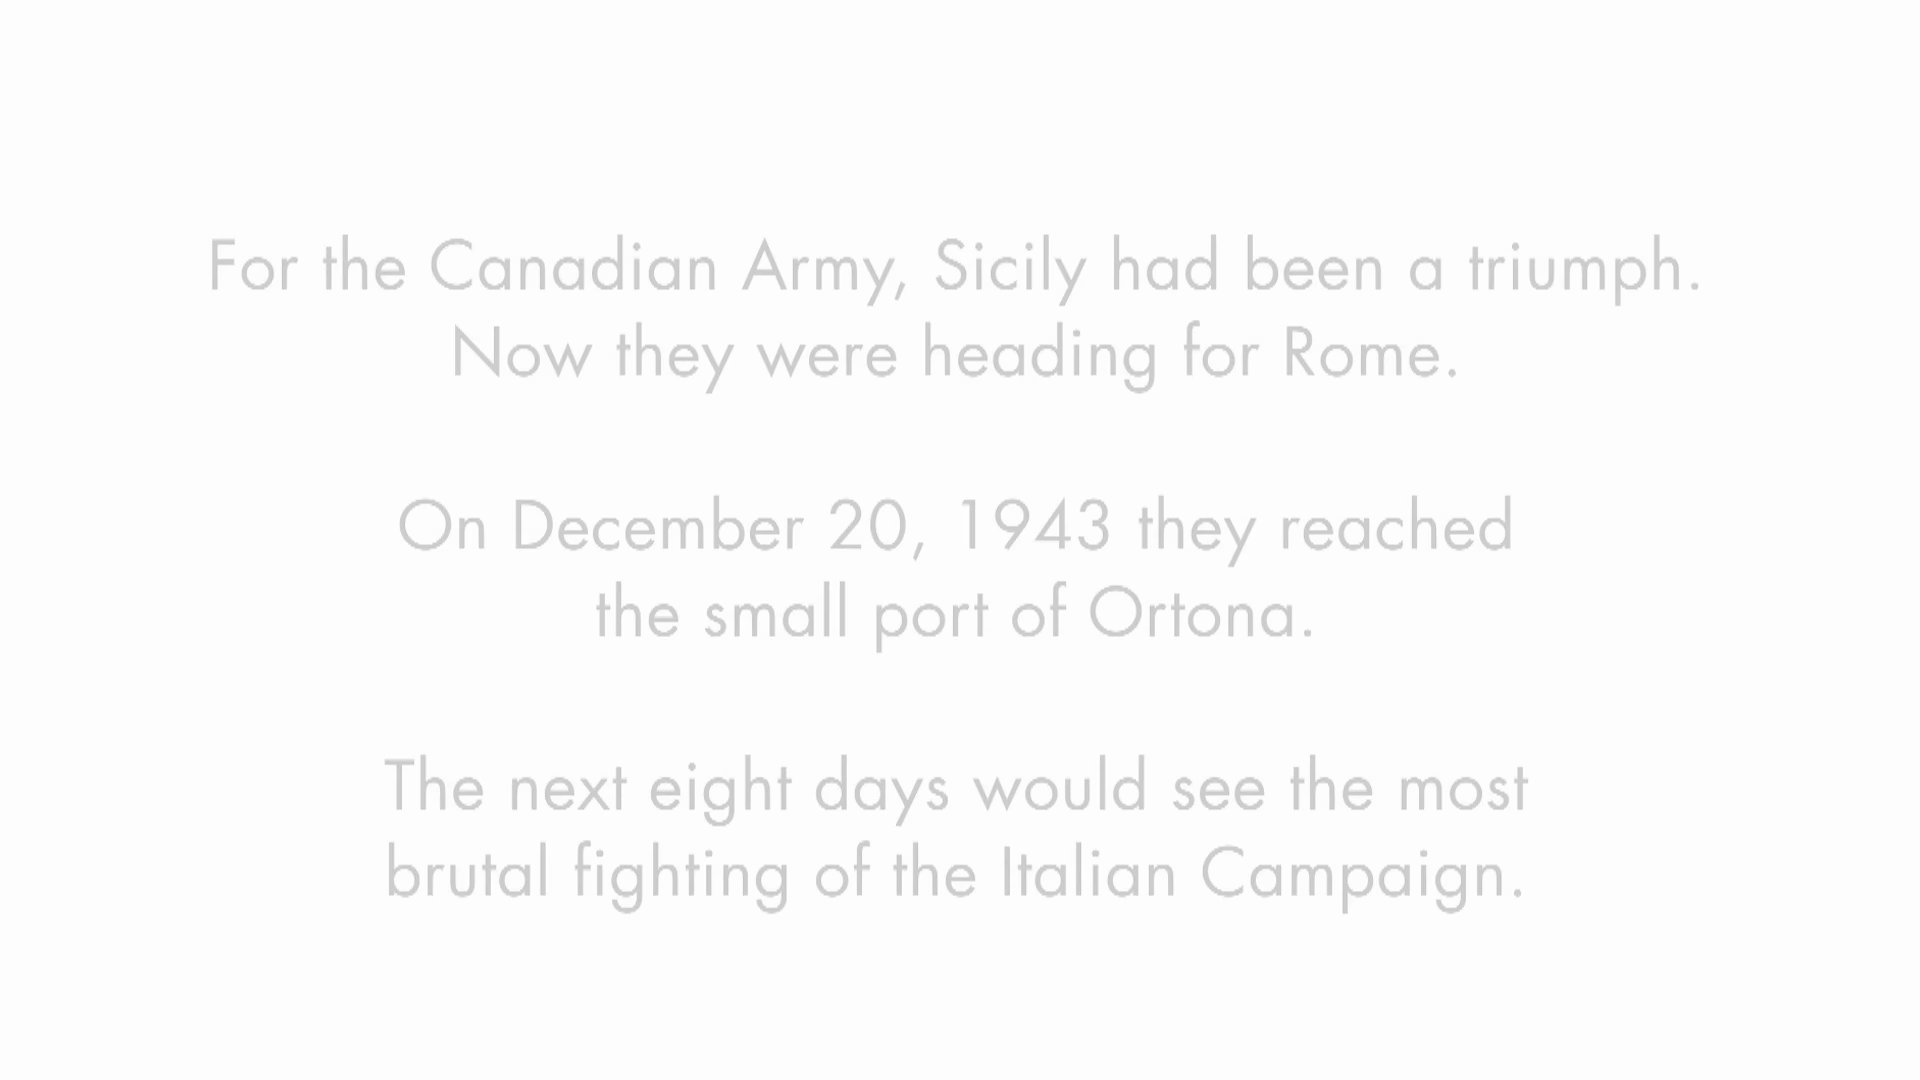 For the Canadian Army, Sicily had been a triumph.
Now they were heading for Rome.
On December 20, 1943 they reached
the small port of Ortona.
The next eight days would see the most
brutal fighting of the Italian Campaign.